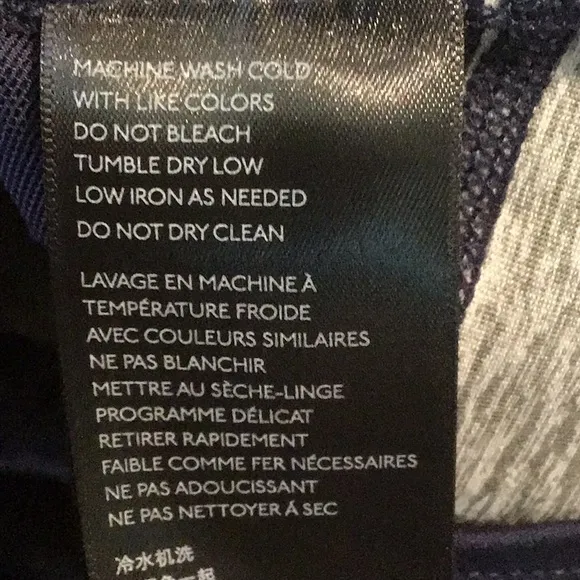 MACHINE WASH COLD
WITH LIKE COLORS
DO NOT BLEACH
TUMBLE DRY LOW
LOW IRON AS NEEDED
DO NOT DRY CLEAN
LAVAGE EN MACHINE À
TEMPÉRATURE FROIDE
AVEC COULEURS SIMILAIRES
NE PAS BLANCHIR
METTRE AU SÈCHE-LINGE
PROGRAMME DÉLICAT
RETIRER RAPIDEMENT
FAIBLE COMME FER NÉCESSAIRES
NE PAS ADOUCISSANT
NE PAS NETTOYER Á SEC
冷水机洗
一起